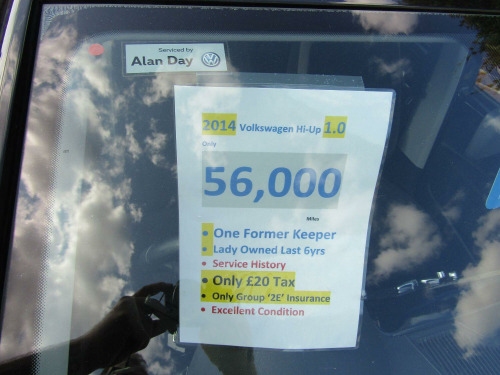 Serviced by
Alan Day
2014 Volkswagen Hi-Up 1.0
Only
56,000
Miles
• One Former Keeper
• Lady Owned Last 6yrs
• Service History
• Only £20 Tax
• Only Group '2E' Insurance
• Excellent Condition